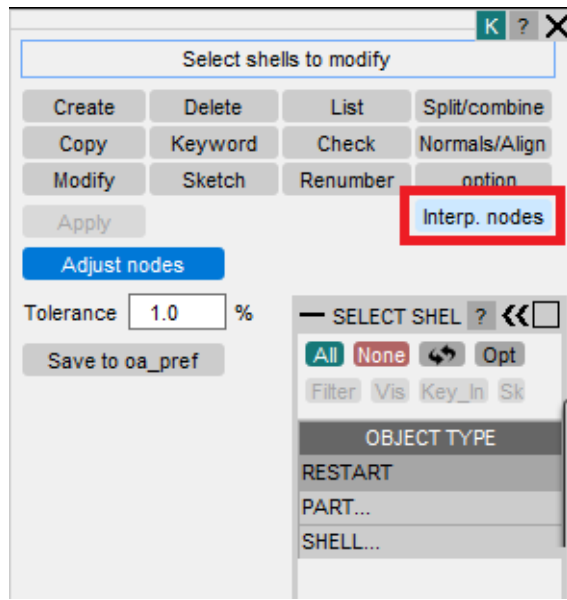 K ?
Select shells to modify
Create Delete List Split/combine
Copy Keyword Check Normals/Align
Modify Sketch Renumber option
Apply Interp. nodes
Adjust nodes
Tolerance 1.0 %
Save to oa_pref
SELECT SHEL ?
All None Opt
Filter Vis Key_In Sk
OBJECT TYPE
RESTART
PART...
SHELL...